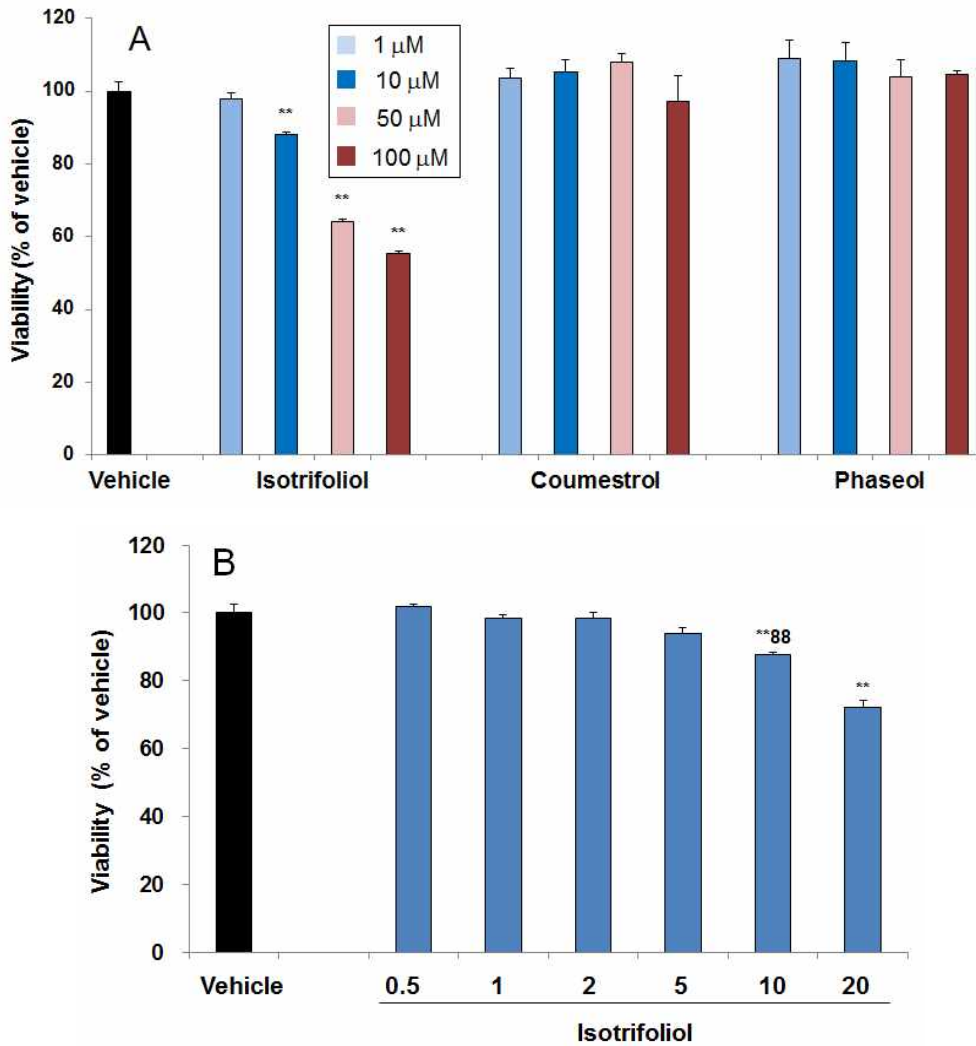 120
A
1 μM
100
10 μM
**
50 μM
100 μM
80
**
60
**
40
20
0
Viability (% of vehicle)
Vehicle Isotrifoliol Coumestrol Phaseol
120
B
100
**88
80
**
60
40
20
0
Viability (% of vehicle)
Vehicle 0.5 1 2 5 10 20
Isotrifoliol